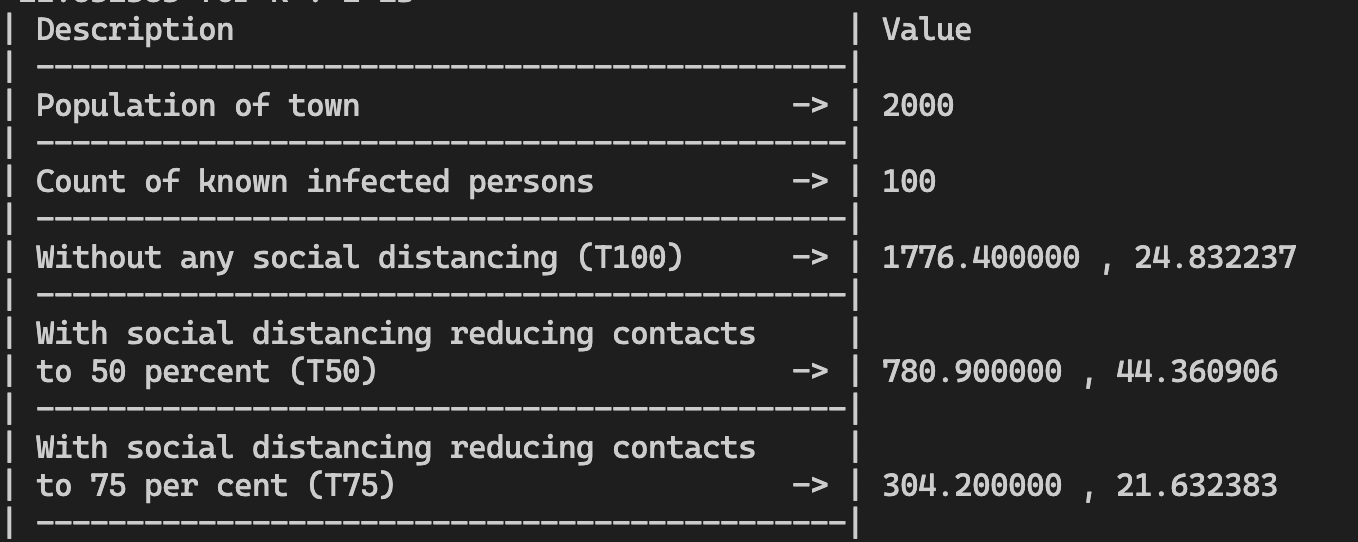 | Description | Value
| ---------------------------------------------|
| Population of town -> | 2000
| ---------------------------------------------|
| Count of known infected persons -> | 100
| ---------------------------------------------|
| Without any social distancing (T100) -> | 1776.400000 , 24.832237
| ---------------------------------------------|
| With social distancing reducing contacts |
| to 50 percent (T50) -> | 780.900000 , 44.360906
| ---------------------------------------------|
| With social distancing reducing contacts |
| to 75 per cent (T75) -> | 304.200000 , 21.632383
| ---------------------------------------------|